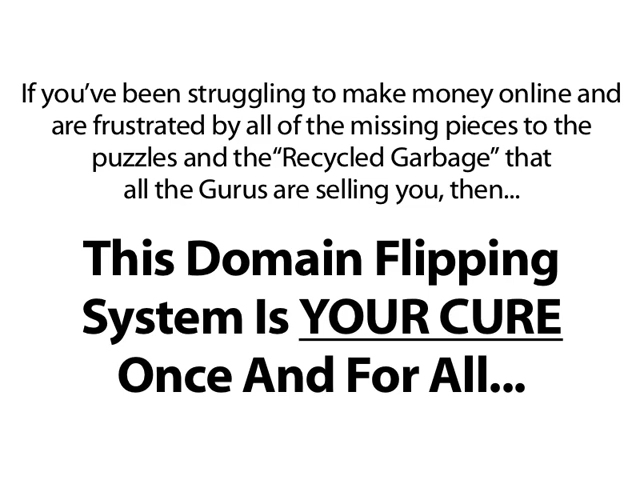 If you’ve been struggling to make money online and
are frustrated by all of the missing pieces to the
puzzles and the“Recycled Garbage” that
all the Gurus are selling you, then...
This Domain Flipping
System Is YOUR CURE
Once And For All...